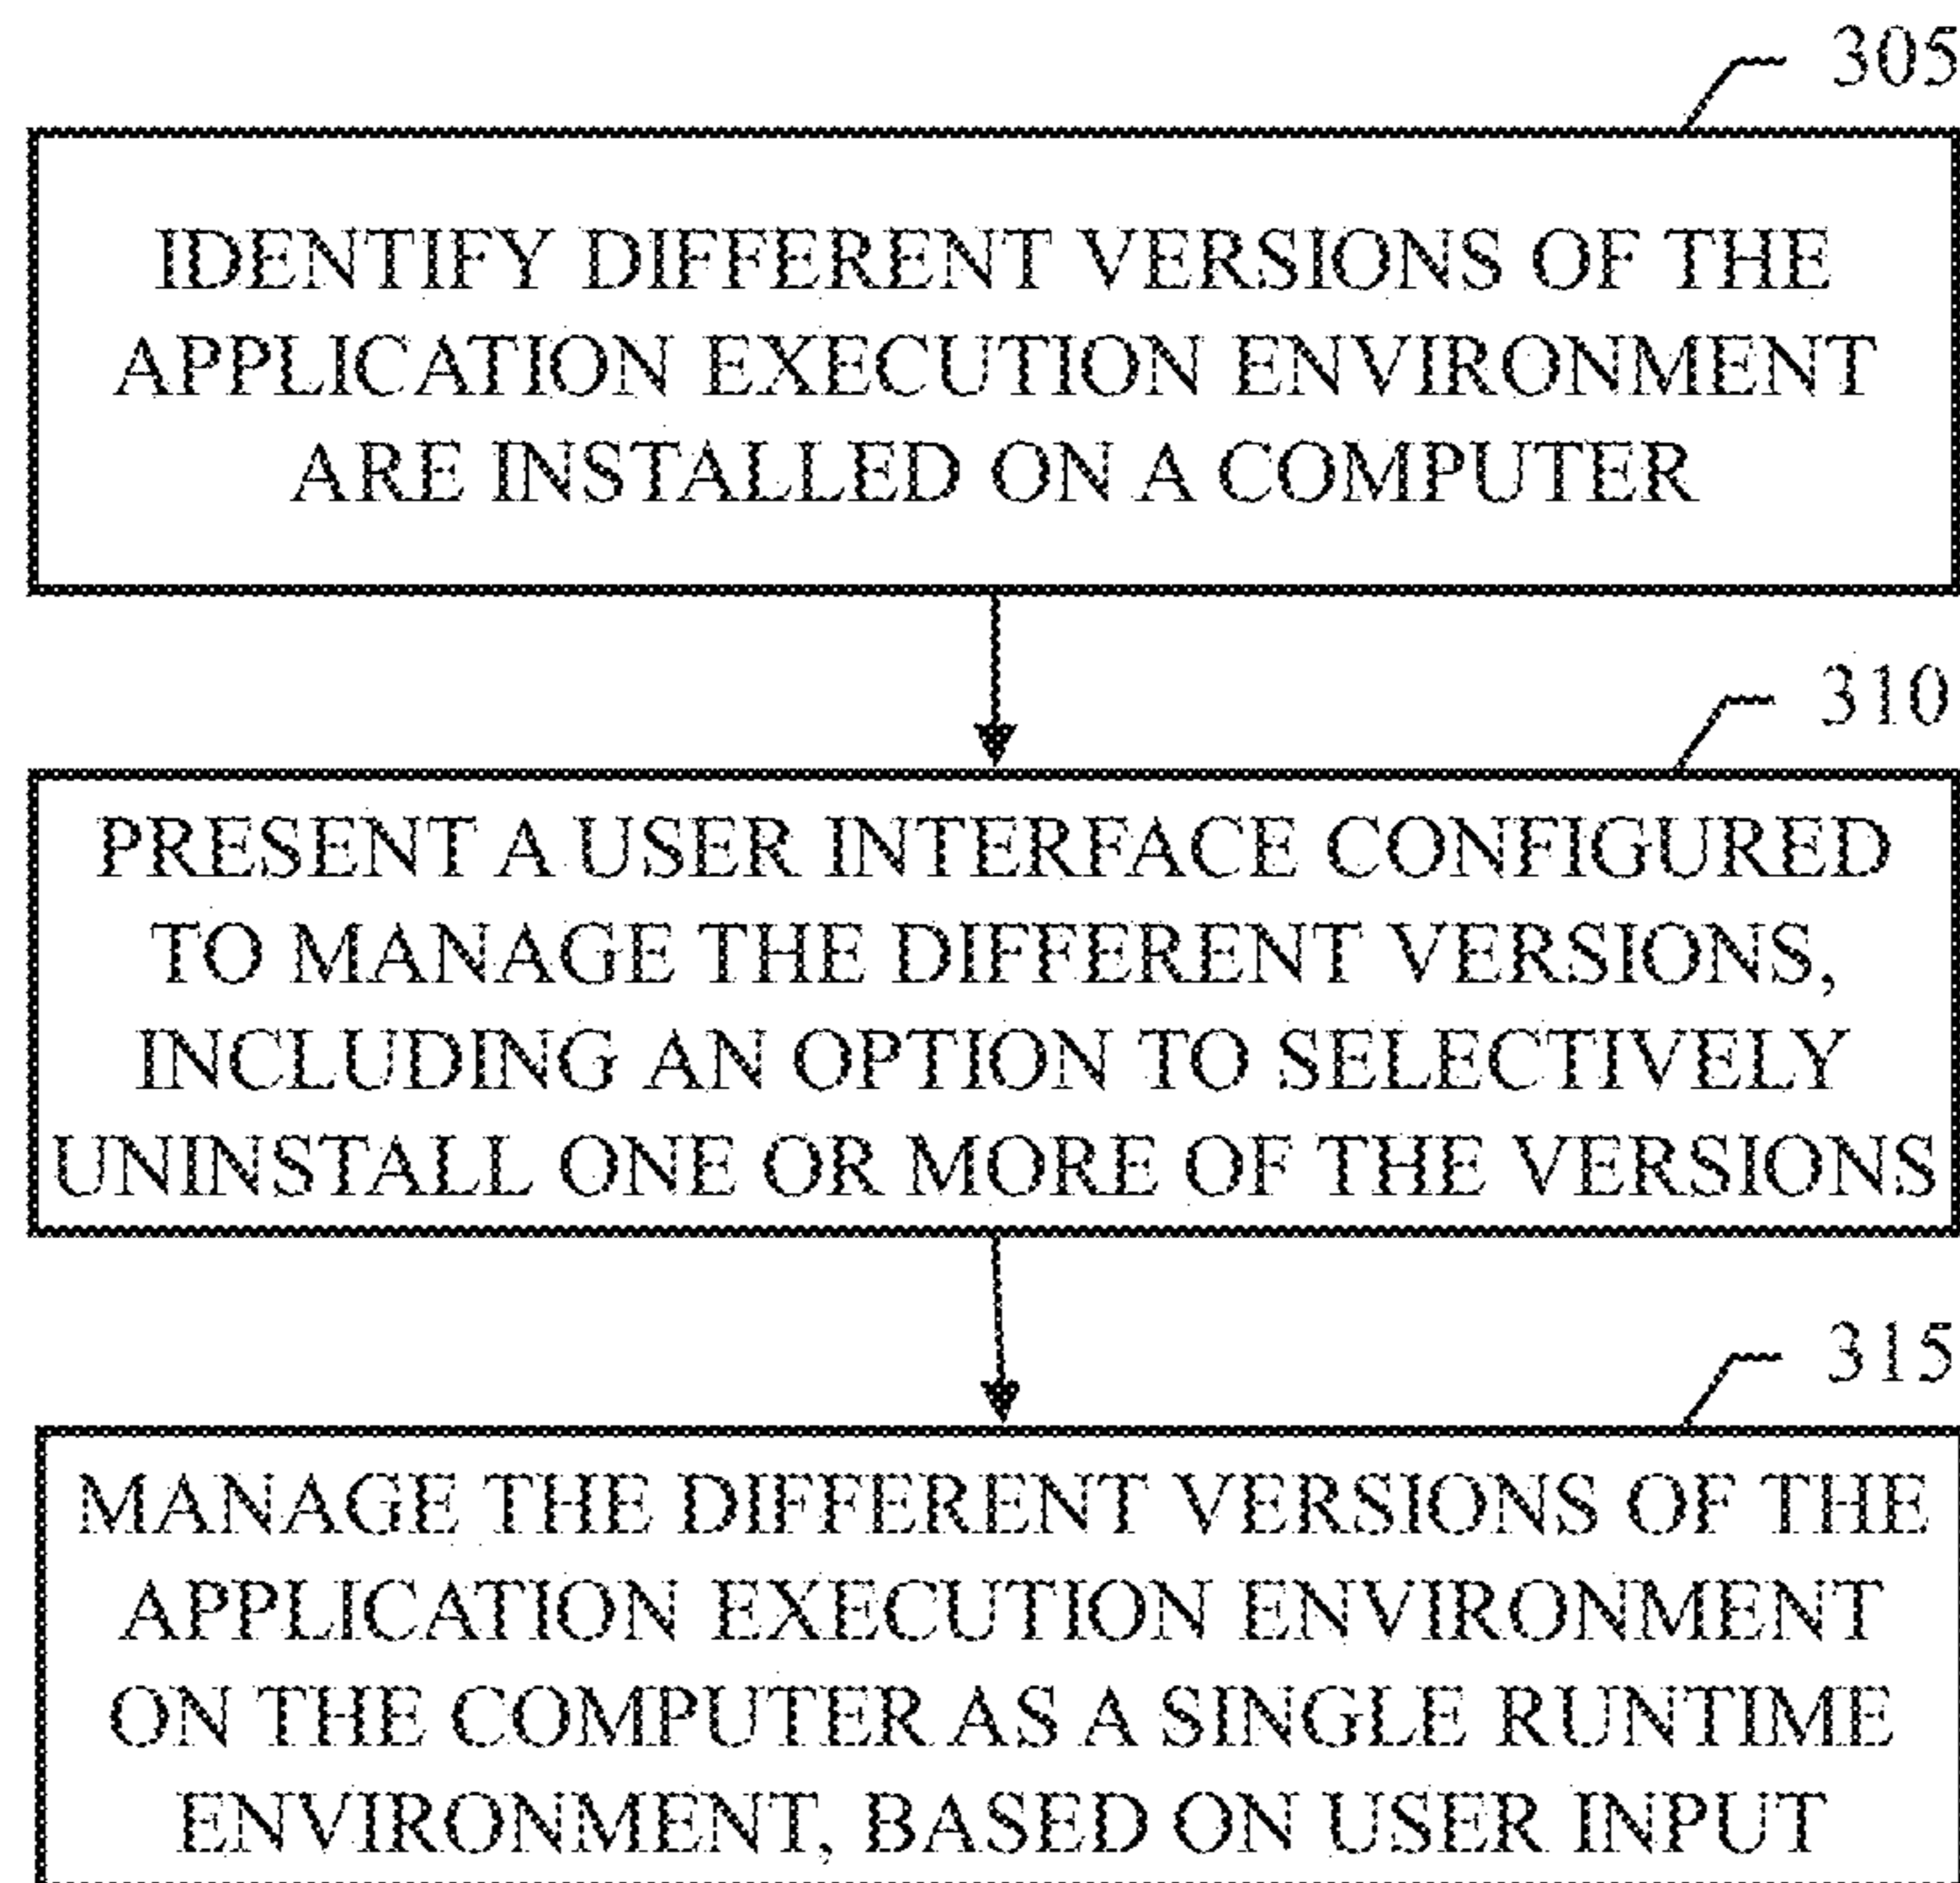 305
IDENTIFY DIFFERENT VERSIONS OF THE
APPLICATION EXECUTION ENVIRONMENT
ARE INSTALLED ON A COMPUTER
310
PRESENT A USER INTERFACE CONFIGURED
TO MANAGE THE DIFFERENT VERSIONS,
INCLUDING AN OPTION TO SELECTIVELY
UNINSTALL ONE OR MORE OF THE VERSIONS
315
MANAGE THE DIFFERENT VERSIONS OF THE
APPLICATION EXECUTION ENVIRONMENT
ON THE COMPUTER AS A SINGLE RUNTIME
ENVIRONMENT, BASED ON USER INPUT